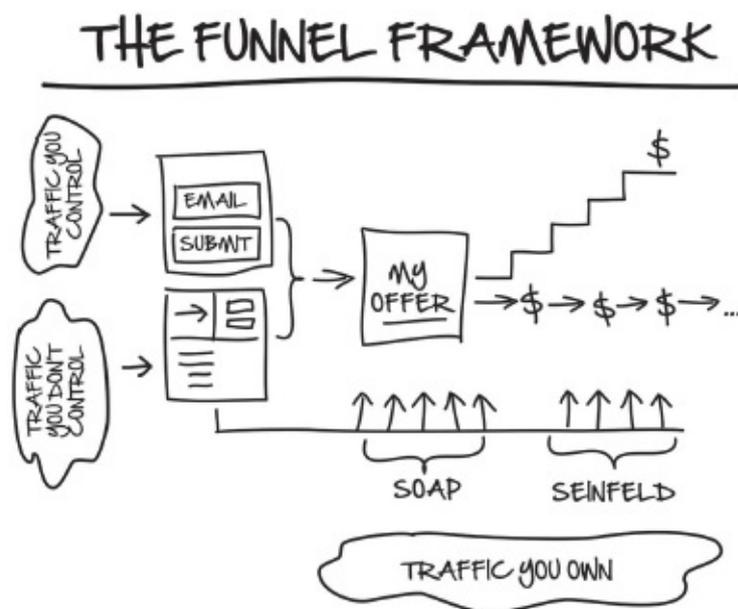 THE FUNNEL FRAMEWORK
TRAFFIC YOU
CONTROL
EMAIL
SUBMIT
TRAFFIC
YOU DON'T
CONTROL
MY
OFFER
$
$ $ $ ...
SOAP
SEINFELD
TRAFFIC YOU OWN